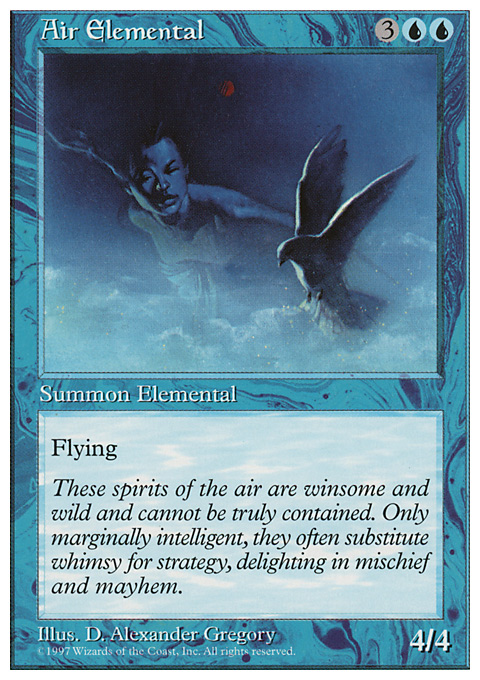 Air Elemental
3
Summon Elemental
Flying
These spirits of the air are winsome and
wild and cannot be truly contained. Only
marginally intelligent, they often substitute
whimsy for strategy, delighting in mischief
and mayhem.
Illus. D. Alexander Gregory
4/4
©1997 Wizards of the Coast, Inc. All rights reserved.